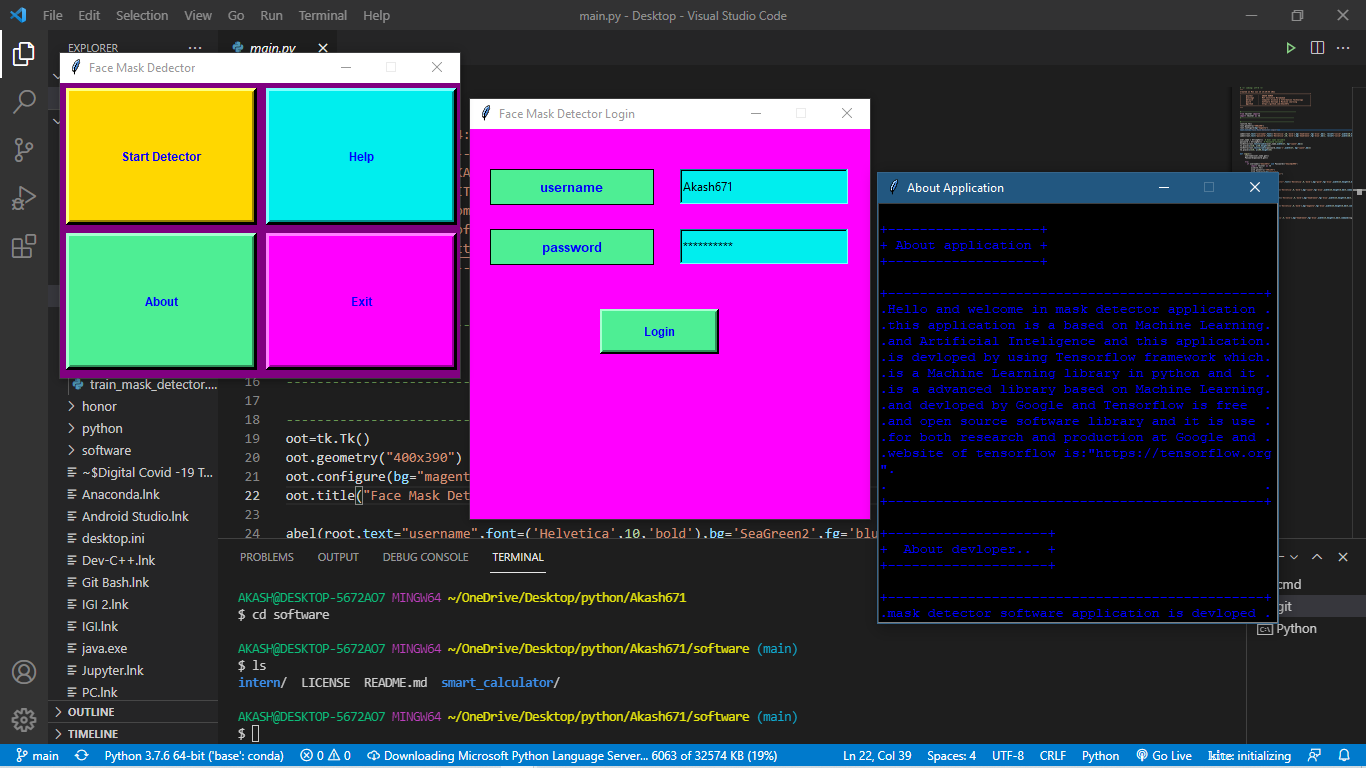 File Edit Selection View Go Run Terminal Help
main.py - Desktop - Visual Studio Code
EXPLORER
main.py
Face Mask Dedector
Start Detector
Help
About
Exit
Face Mask Detector Login
username
Akash671
password
**********
Login
About Application
+--------------------+
+ About application +
+--------------------+
+------------------------------------------------+
.Hello and welcome in mask detector application .
.this application is a based on Machine Learning.
.and Artificial Inteligence and this application.
.is devloped by using Tensorflow framework which.
.is a Machine Learning library in python and it .
.is a advanced library based on Machine Learning.
.and devloped by Google and Tensorflow is free .
.and open source software library and it is use .
.for both research and production at Google and .
.website of tensorflow is:"https://tensorflow.org
".
. .
+------------------------------------------------+
+---------------------+
+ About devloper.. +
+---------------------+
+------------------------------------------------+
.mask detector software application is devloped .
train_mask_detector....
honor
python
software
~$Digital Covid -19 T...
Anaconda.lnk
Android Studio.lnk
desktop.ini
Dev-C++.lnk
Git Bash.lnk
IGI 2.lnk
IGI.lnk
java.exe
Jupyter.lnk
PC.lnk
OUTLINE
TIMELINE
16
17
18
19 oot=tk.Tk()
20 oot.geometry("400x390")
21 oot.configure(bg="magent
22 oot.title("Face Mask Det
23
24 abel(root,text="username",font=('Helvetica',10,'bold'),bg='SeaGreen2',fg='blu
PROBLEMS OUTPUT DEBUG CONSOLE TERMINAL
AKASH@DESKTOP-5672AO7 MINGW64 ~/OneDrive/Desktop/python/Akash671
$ cd software
AKASH@DESKTOP-5672AO7 MINGW64 ~/OneDrive/Desktop/python/Akash671/software (main)
$ ls
intern/ LICENSE README.md smart_calculator/
AKASH@DESKTOP-5672AO7 MINGW64 ~/OneDrive/Desktop/python/Akash671/software (main)
$
cmd
git
Python
main
Python 3.7.6 64-bit ('base': conda)
0 0
Downloading Microsoft Python Language Server... 6063 of 32574 KB (19%)
Ln 22, Col 39
Spaces: 4
UTF-8
CRLF
Python
Go Live
kite: initializing